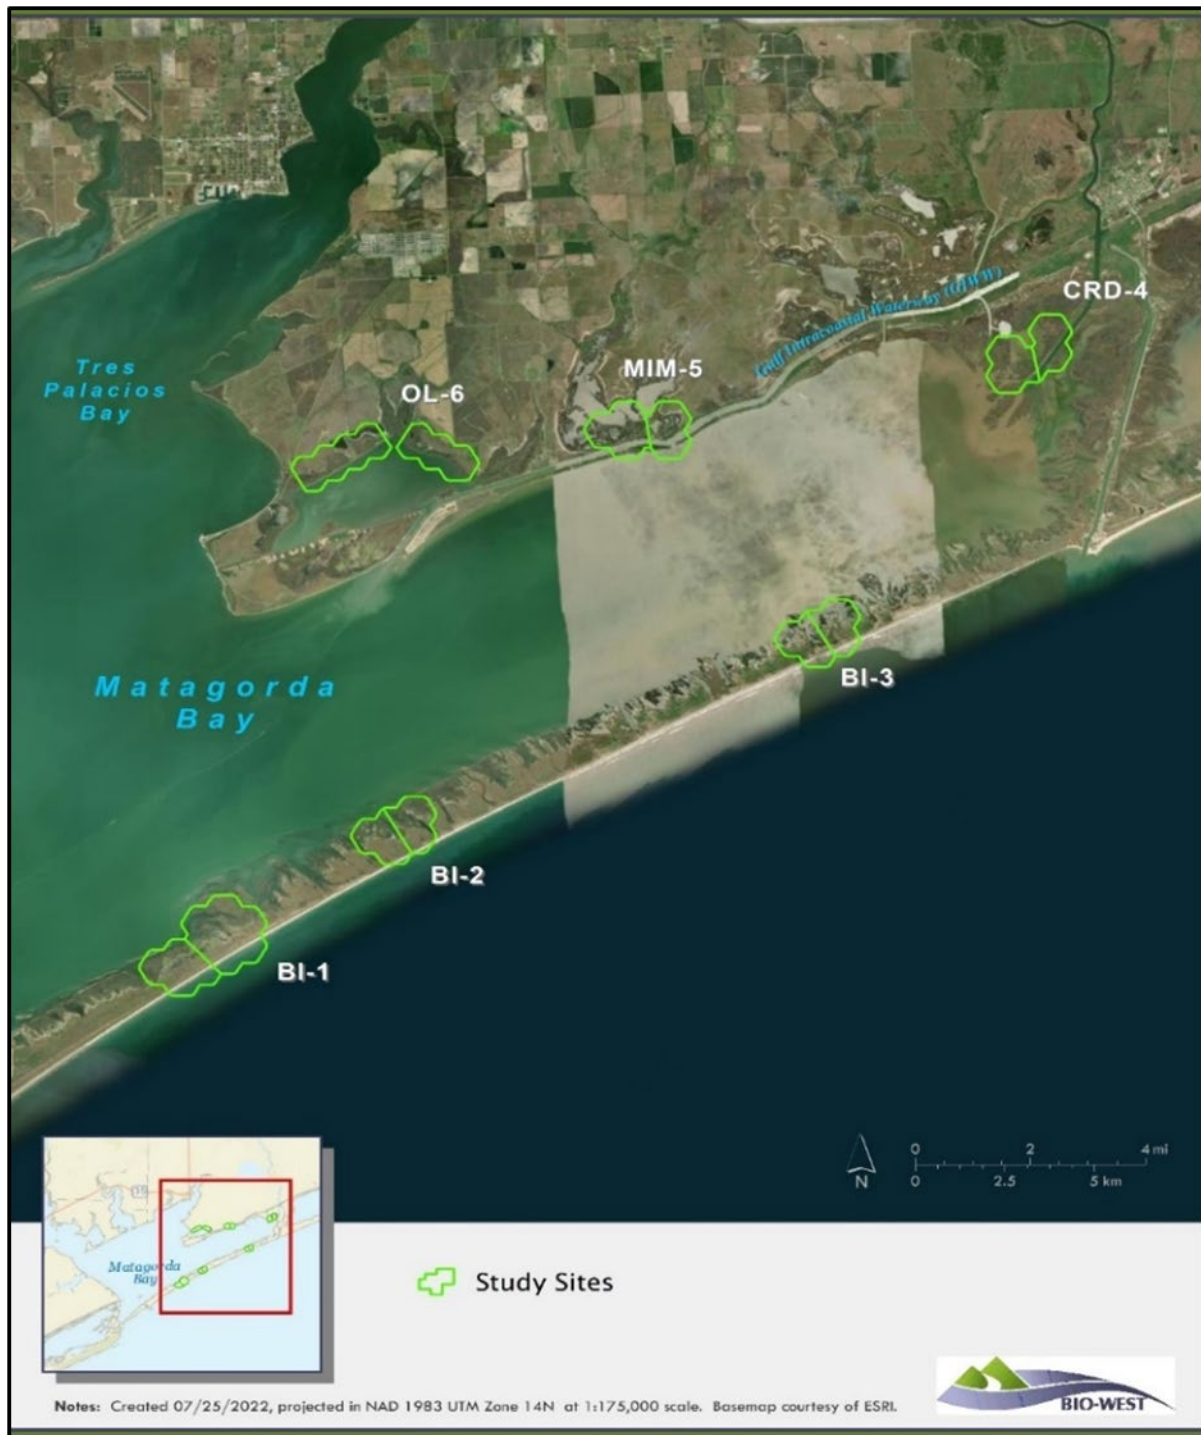 CRD-4
Gulf Intracoastal Waterway (GIWW)
Tres
Palacios
Bay
MIM-5
OL-6
Matagorda
Bay
BI-3
BI-2
BI-1
N
0 2 4 mi
0 2.5 5 km
35
Matagorda
Bay
Study Sites
Notes: Created 07/25/2022, projected in NAD 1983 UTM Zone 14N at 1:175,000 scale. Basemap courtesy of ESRI.
BIO-WEST